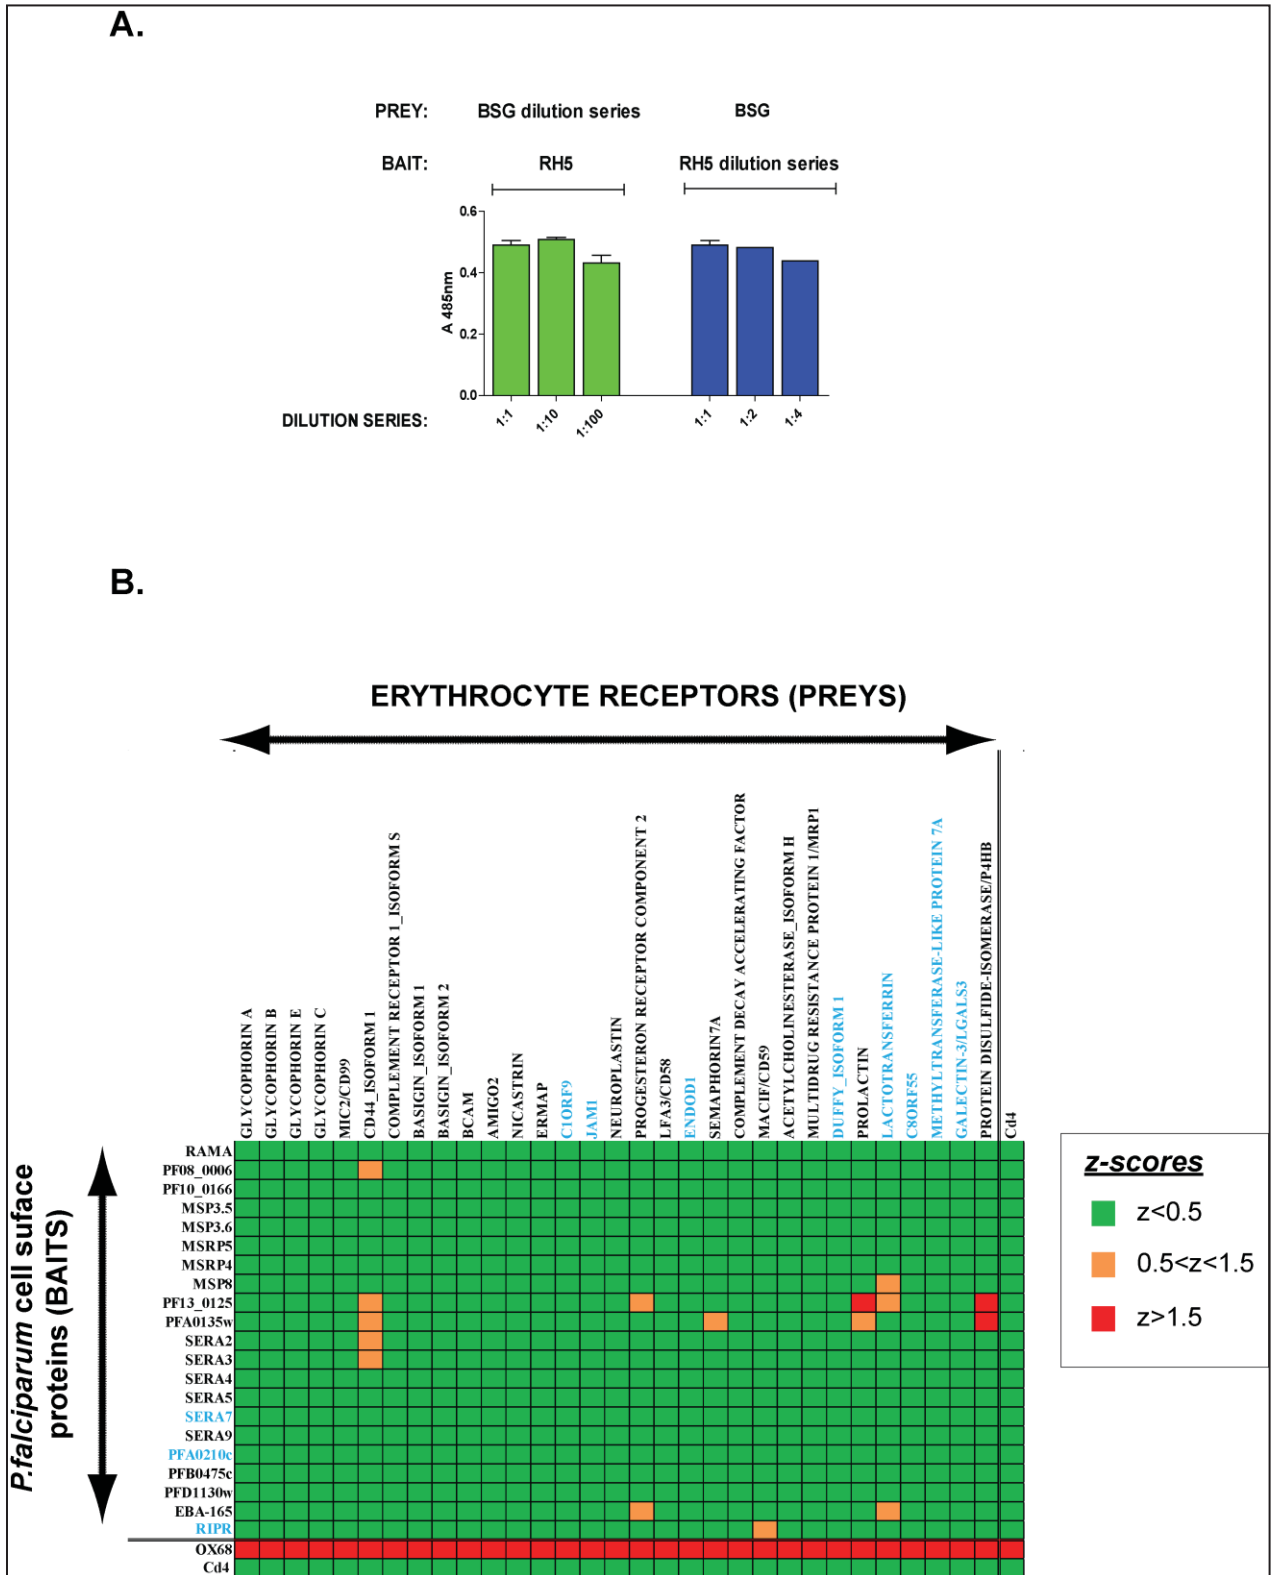 A.
PREY: BSG dilution series BSG
BAIT: RH5 RH5 dilution series
0.6
0.4
0.2
0.0
A 485nm
DILUTION SERIES: 1:1 1:10 1:100 1:1 1:2 1:4
B.
ERYTHROCYTE RECEPTORS (PREYS)
GLYCOPHORIN A
GLYCOPHORIN B
GLYCOPHORIN E
GLYCOPHORIN C
MIC2/CD99
CD44_ISOFORM 1
COMPLEMENT RECEPTOR 1_ISOFORM S
BASIGIN_ISOFORM 1
BASIGIN_ISOFORM 2
BCAM
AMIGO2
NICASTRIN
ERMAP
C1ORF9
JAM1
NEUROPLASTIN
PROGESTERON RECEPTOR COMPONENT 2
LFA3/CD58
ENDOD1
SEMAPHORIN7A
COMPLEMENT DECAY ACCELERATING FACTOR
MACIF/CD59
ACETYLCHOLINESTERASE_ISOFORM H
MULTIDRUG RESISTANCE PROTEIN 1/MRP1
DUFFY_ISOFORM 1
PROLACTIN
LACTOTRANSFERRIN
C8ORF55
METHYLTRANSFERASE-LIKE PROTEIN 7A
GALECTIN-3/LGALS3
PROTEIN DISULFIDE-ISOMERASE/P4HB
Cd4
P.falciparum cell suface
proteins (BAITS)
RAMA
PF08_0006
PF10_0166
MSP3.5
MSP3.6
MSRP5
MSRP4
MSP8
PF13_0125
PFA0135w
SERA2
SERA3
SERA4
SERA5
SERA7
SERA9
PFA0210c
PFB0475c
PFD1130w
EBA-165
RIPR
OX68
Cd4
z-scores
z<0.5
0.5<z<1.5
z>1.5